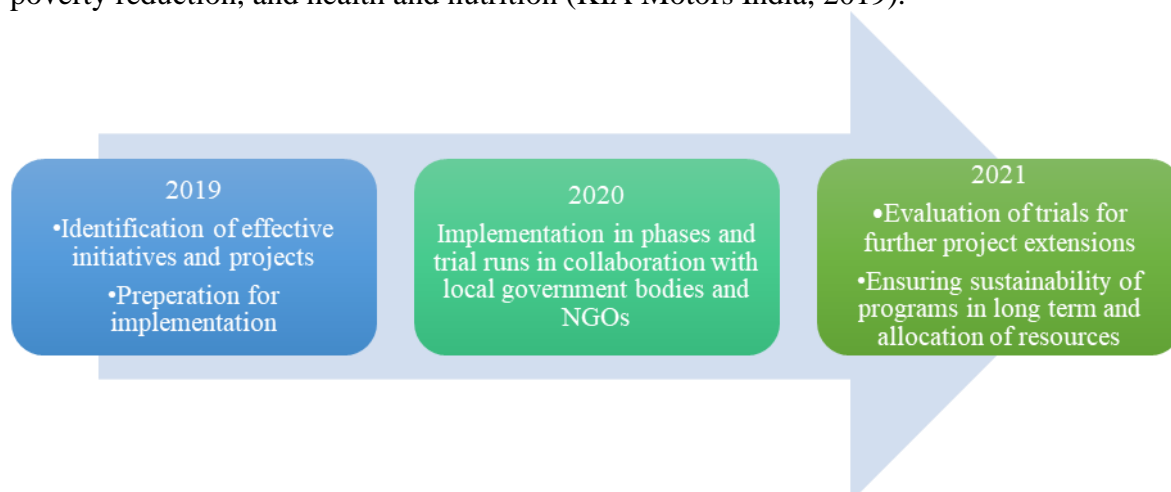 poverty reduction, and health and nutrition (KIA Motors India, 2019).
2019
•Identification of effective
initiatives and projects
•Preperation for
implementation
2020
Implementation in phases and
trial runs in collaboration with
local government bodies and
NGOs
2021
•Evaluation of trials for
further project extensions
•Ensuring sustainability of
programs in long term and
allocation of resources